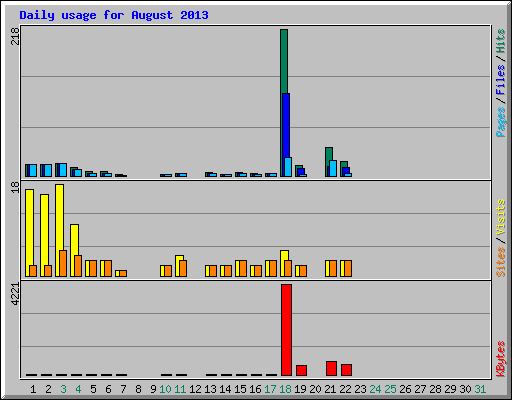 Daily usage for August 2013
218
Pages / Files / Hits
18
Sites / Visits
4221
KBytes
1 2 3 4 5 6 7 8 9 10 11 12 13 14 15 16 17 18 19 20 21 22 23 24 25 26 27 28 29 30 31